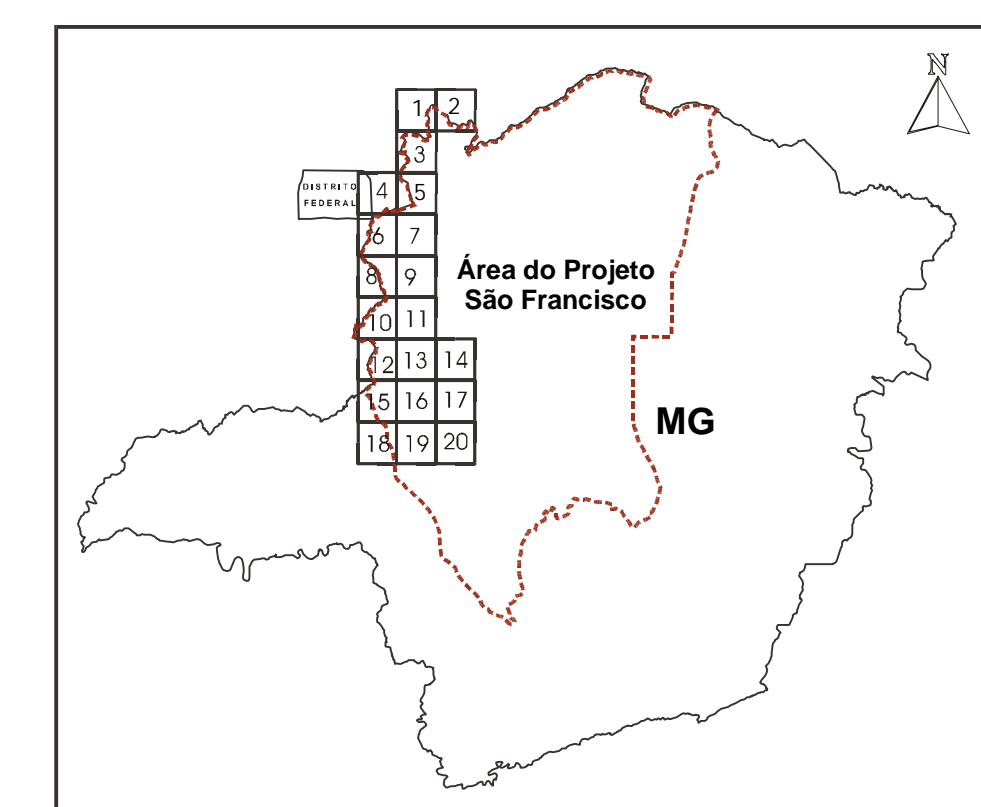 N
1 2
3
DISTRITO
FEDERAL
4 5
6 7
8 9
Área do Projeto
São Francisco
10 11
12 13 14
15 16 17
MG
18 19 20